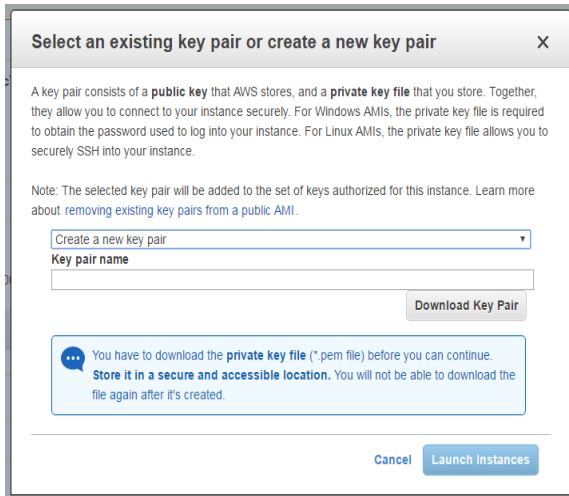 Select an existing key pair or create a new key pair X
A key pair consists of a public key that AWS stores, and a private key file that you store. Together,
they allow you to connect to your instance securely. For Windows AMIs, the private key file is required
to obtain the password used to log into your instance. For Linux AMIs, the private key file allows you to
securely SSH into your instance.
Note: The selected key pair will be added to the set of keys authorized for this instance. Learn more
about removing existing key pairs from a public AMI.
Create a new key pair
Key pair name
Download Key Pair
You have to download the private key file (*.pem file) before you can continue.
Store it in a secure and accessible location. You will not be able to download the
file again after it's created.
Cancel Launch Instances